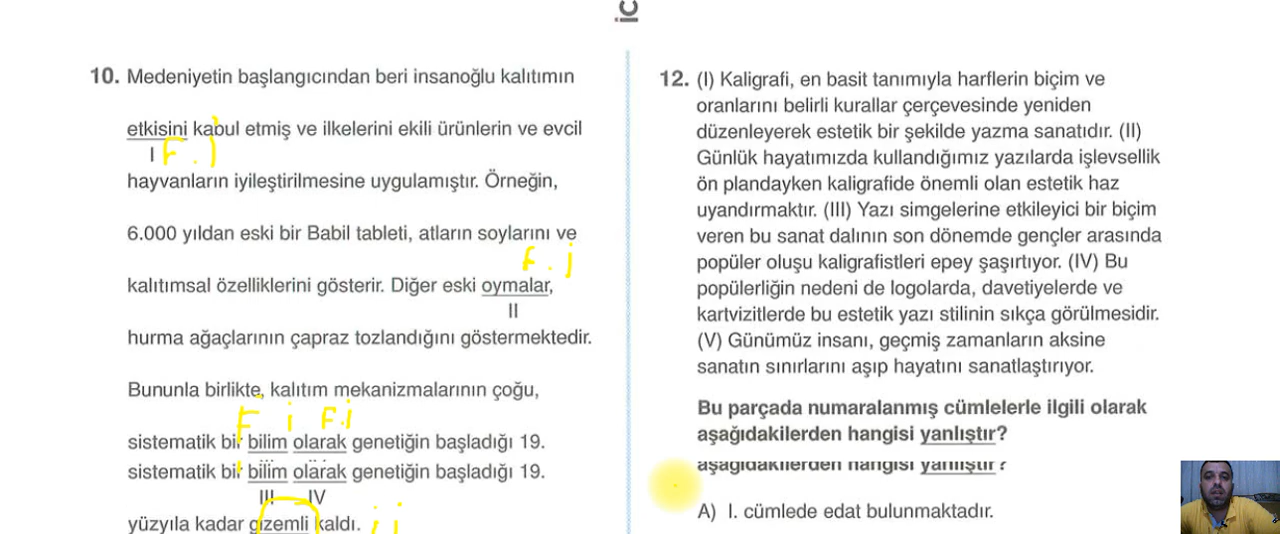 10. Medeniyetin başlangıcından beri insanoğlu kalıtımın
etkisini kabul etmiş ve ilkelerini ekili ürünlerin ve evcil
I F. İ
hayvanların iyileştirilmesine uygulamıştır. Örneğin,
6.000 yıldan eski bir Babil tableti, atların soylarını ve
F. i
kalıtımsal özelliklerini gösterir. Diğer eski oymalar,
II
hurma ağaçlarının çapraz tozlandığını göstermektedir.
Bununla birlikte, kalıtım mekanizmalarının çoğu,
F i F.i
sistematik bir bilim olarak genetiğin başladığı 19.
sistematik bir bilim olarak genetiğin başladığı 19.
III IV
yüzyıla kadar gizemli kaldı. i i
12. (I) Kaligrafi, en basit tanımıyla harflerin biçim ve
oranlarını belirli kurallar çerçevesinde yeniden
düzenleyerek estetik bir şekilde yazma sanatıdır. (II)
Günlük hayatımızda kullandığımız yazılarda işlevsellik
ön plandayken kaligrafide önemli olan estetik haz
uyandırmaktır. (III) Yazı simgelerine etkileyici bir biçim
veren bu sanat dalının son dönemde gençler arasında
popüler oluşu kaligrafistleri epey şaşırtıyor. (IV) Bu
popülerliğin nedeni de logolarda, davetiyelerde ve
kartvizitlerde bu estetik yazı stilinin sıkça görülmesidir.
(V) Günümüz insanı, geçmiş zamanların aksine
sanatın sınırlarını aşıp hayatını sanatlaştırıyor.
Bu parçada numaralanmış cümlelerle ilgili olarak
aşağıdakilerden hangisi yanlıştır?
aşağıdakilerden hangisi yanlıştır?
A) I. cümlede edat bulunmaktadır.